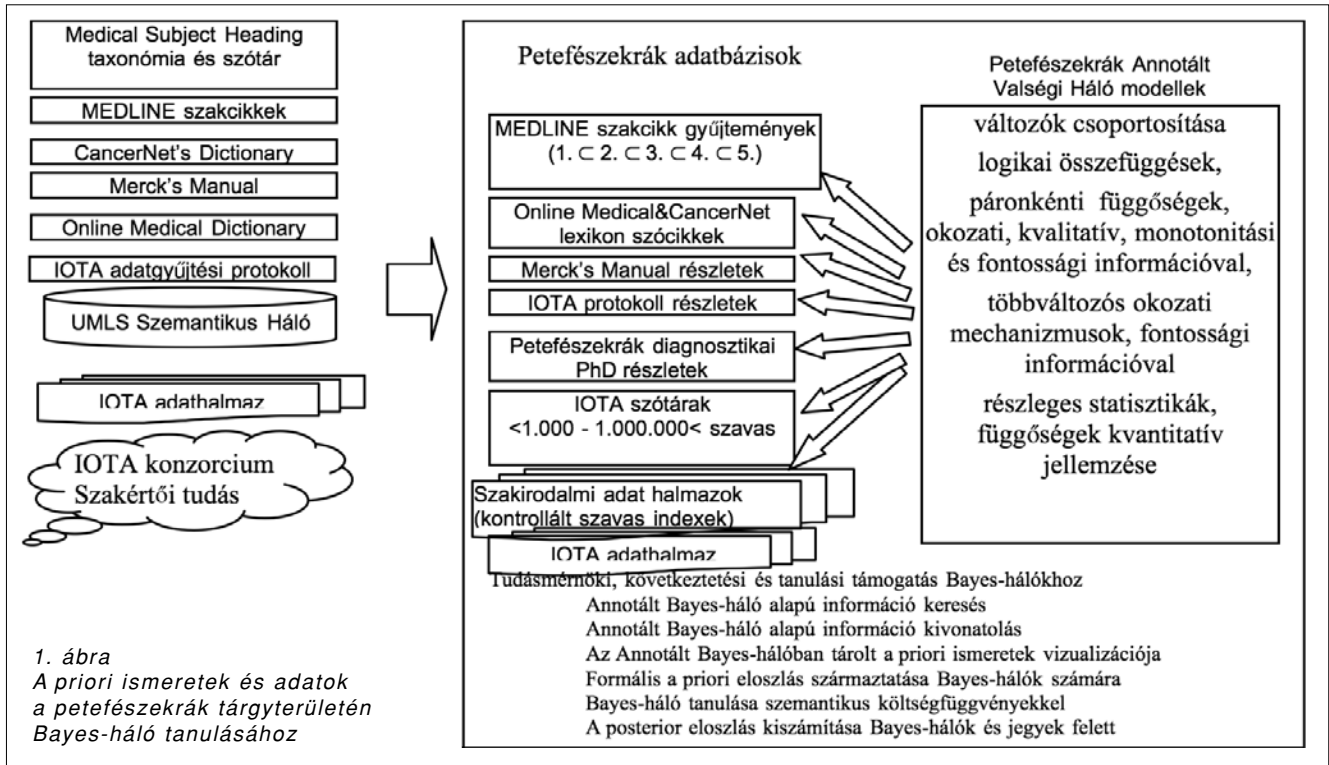 Medical Subject Heading
taxonómia és szótár
MEDLINE szakcikkek
CancerNet's Dictionary
Merck's Manual
Online Medical Dictionary
IOTA adatgyűjtési protokoll
UMLS Szemantikus Háló
IOTA adathalmaz
IOTA konzorcium
Szakértői tudás
1. ábra
A priori ismeretek és adatok
a petefészekrák tárgyterületén
Bayes-háló tanulásához
Petefészekrák adatbázisok
MEDLINE szakcikk gyűjtemények
(1. ⊂ 2. ⊂ 3. ⊂ 4. ⊂ 5.)
Online Medical&CancerNet
lexikon szócikkek
Merck's Manual részletek
IOTA protokoll részletek
Petefészekrák diagnosztikai
PhD részletek
IOTA szótárak
<1.000 - 1.000.000< szavas
Szakirodalmi adat halmazok
(kontrollált szavas indexek)
IOTA adathalmaz
Petefészekrák Annotált
Valségi Háló modellek
változók csoportosítása
logikai összefüggések,
páronkénti függőségek,
okozati, kvalitatív, monotonitási
és fontossági információval,
többváltozós okozati
mechanizmusok, fontossági
információval
részleges statisztikák,
függőségek kvantitatív
jellemzése
Tudásmérnöki, következtetési és tanulási támogatás Bayes-hálókhoz
Annotált Bayes-háló alapú információ keresés
Annotált Bayes-háló alapú információ kivonatolás
Az Annotált Bayes-hálóban tárolt a priori ismeretek vizualizációja
Formális a priori eloszlás származtatása Bayes-hálók számára
Bayes-háló tanulása szemantikus költségfüggvényekkel
A posterior eloszlás kiszámítása Bayes-hálók és jegyek felett